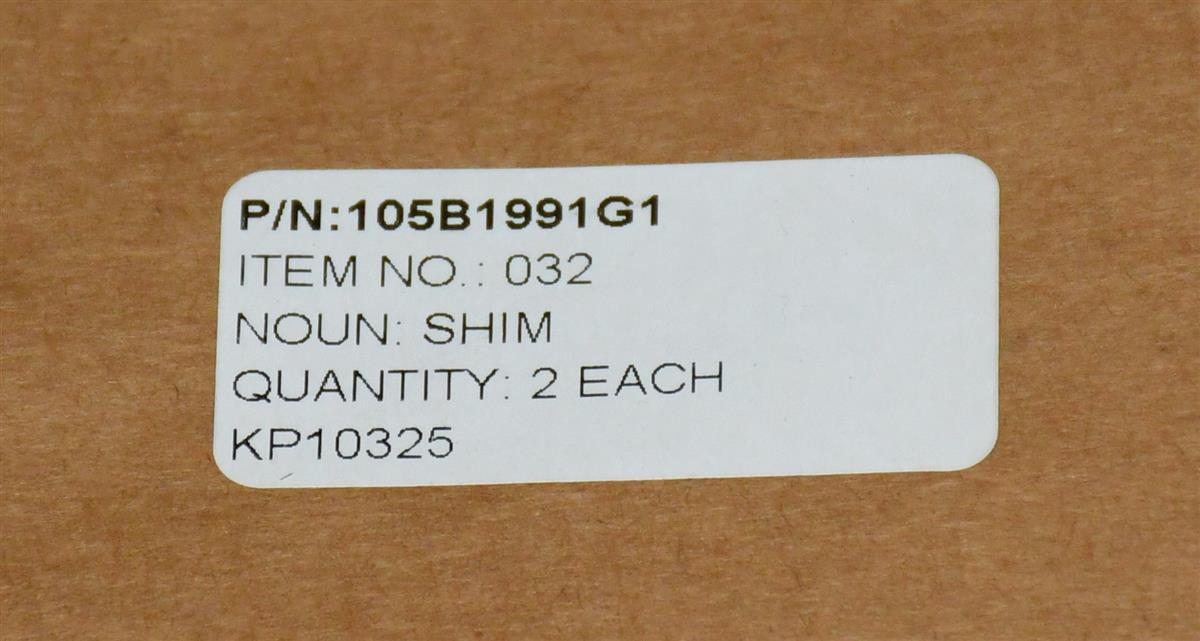 P/N:105B1991G1
ITEM NO.: 032
NOUN: SHIM
QUANTITY: 2 EACH
KP10325